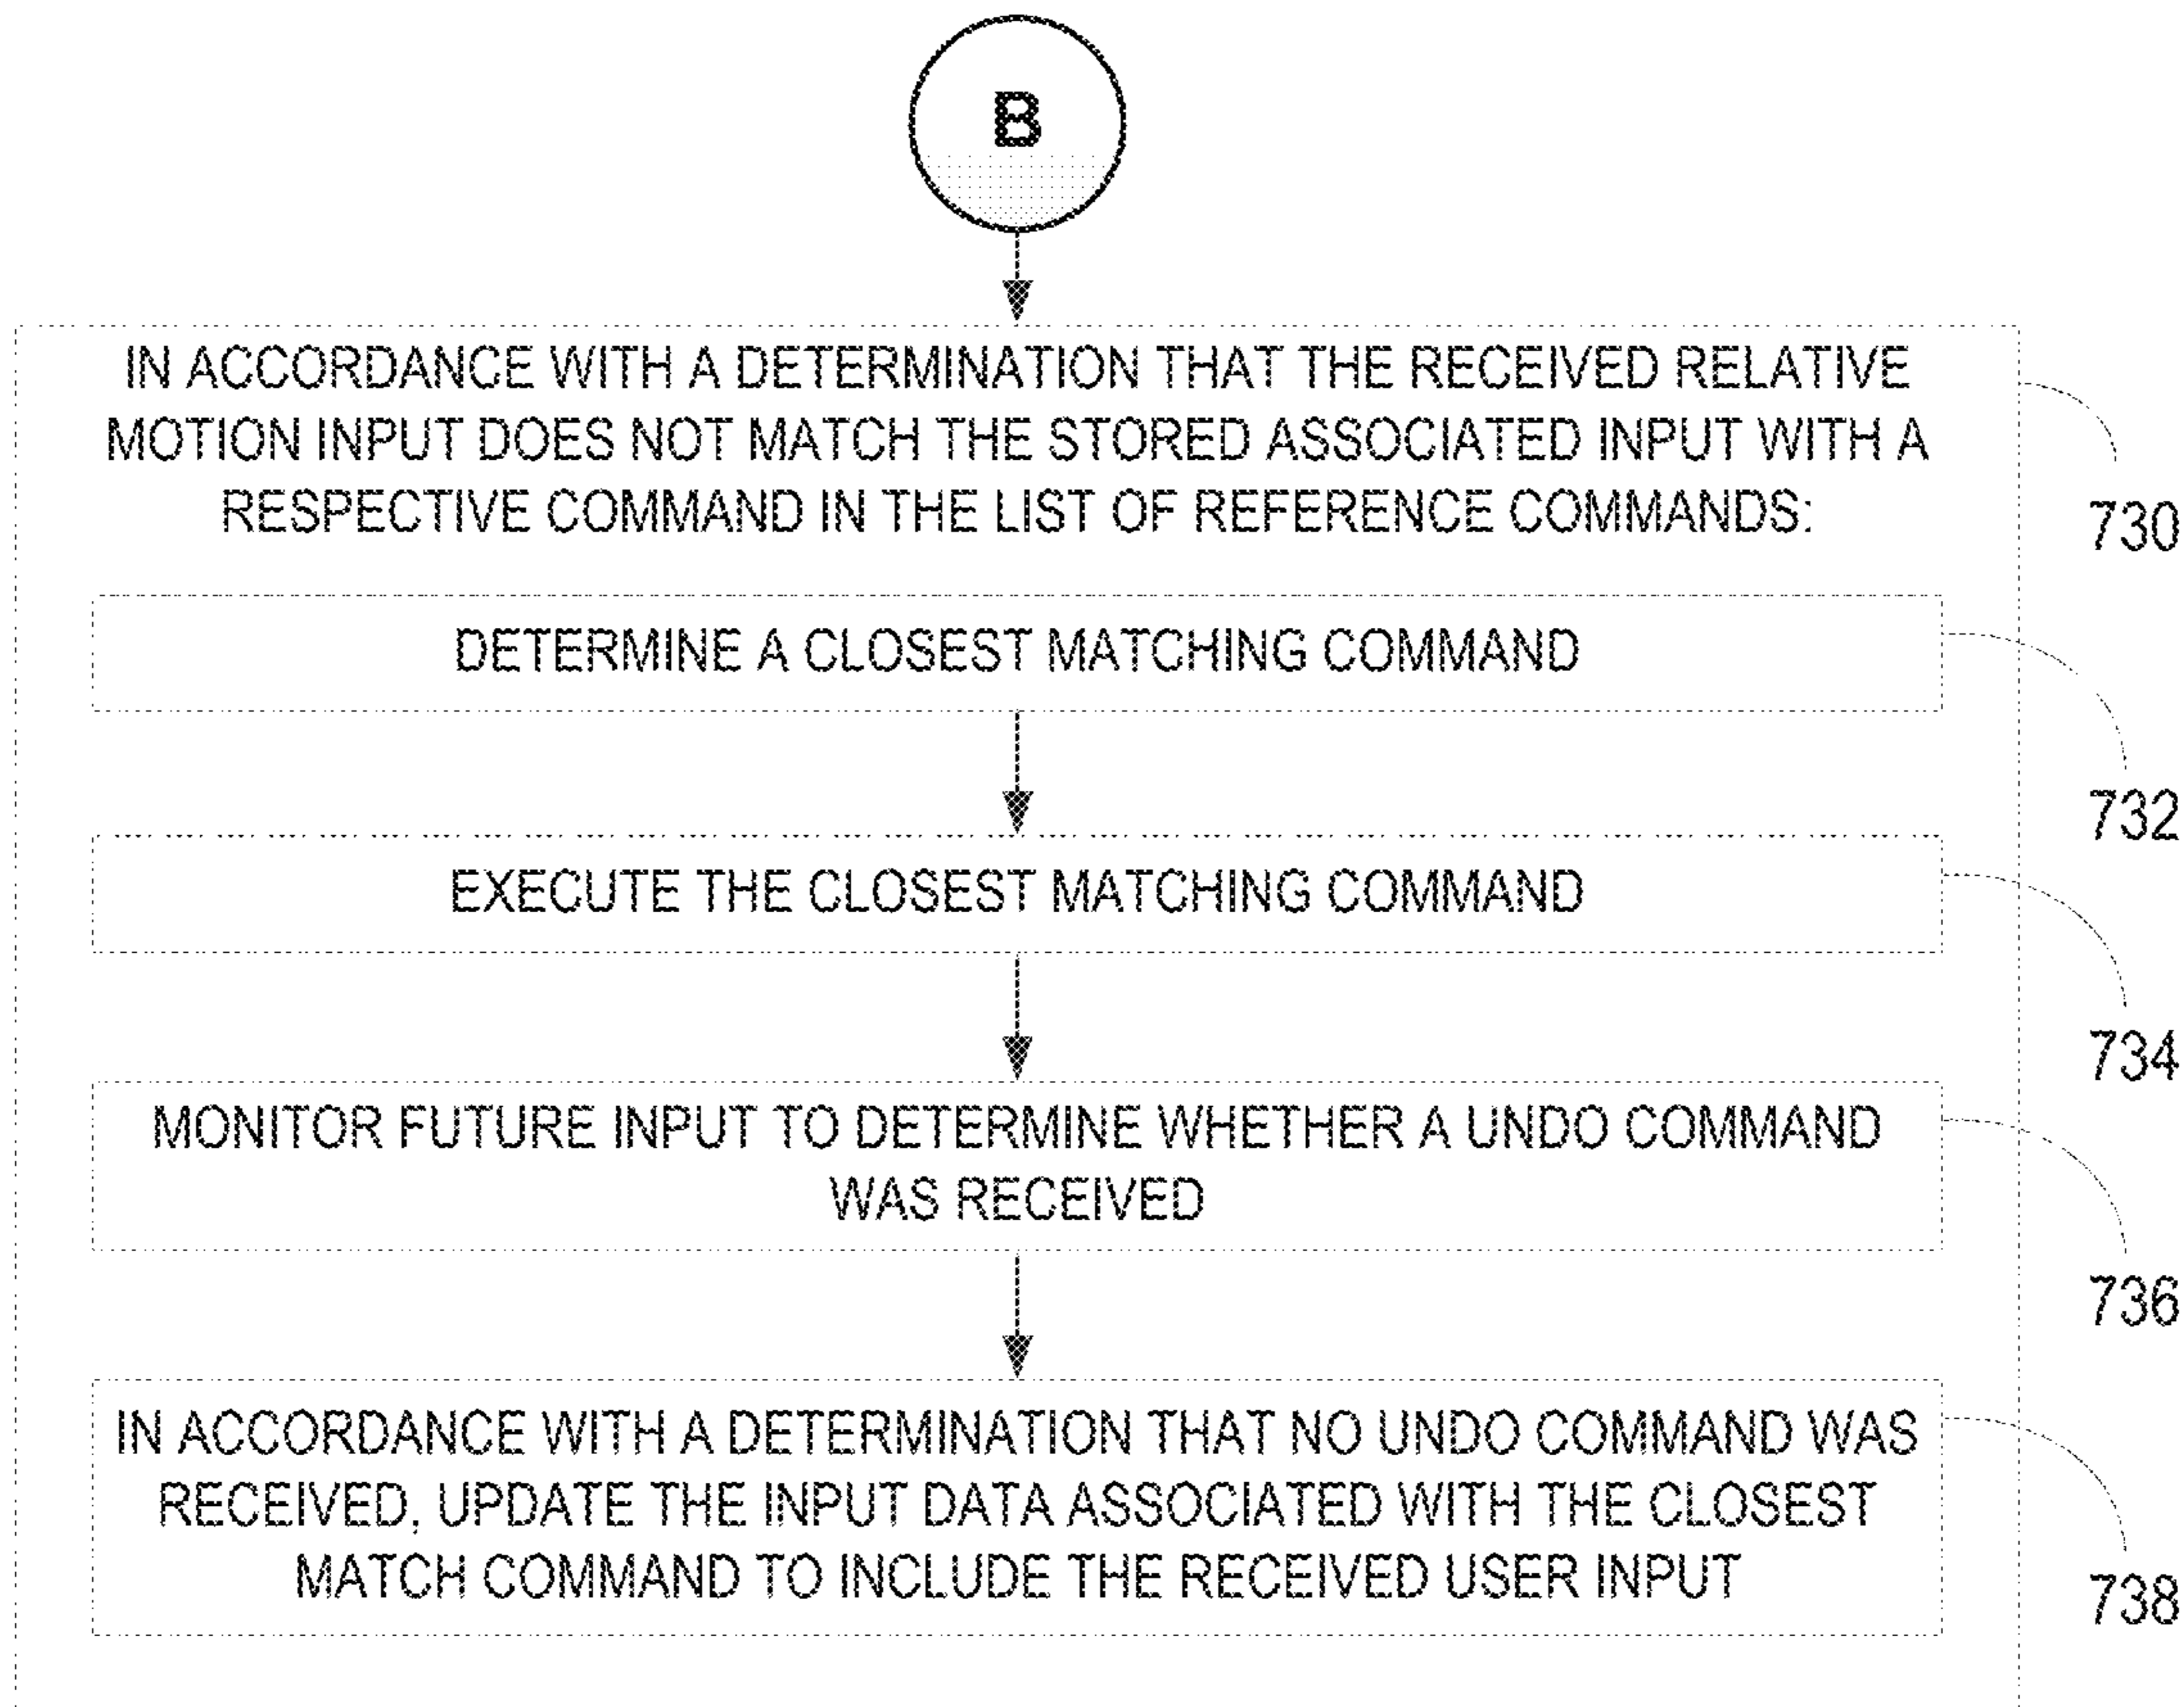 B
IN ACCORDANCE WITH A DETERMINATION THAT THE RECEIVED RELATIVE
MOTION INPUT DOES NOT MATCH THE STORED ASSOCIATED INPUT WITH A
RESPECTIVE COMMAND IN THE LIST OF REFERENCE COMMANDS:
730
DETERMINE A CLOSEST MATCHING COMMAND
732
EXECUTE THE CLOSEST MATCHING COMMAND
734
MONITOR FUTURE INPUT TO DETERMINE WHETHER A UNDO COMMAND
WAS RECEIVED
736
IN ACCORDANCE WITH A DETERMINATION THAT NO UNDO COMMAND WAS
RECEIVED, UPDATE THE INPUT DATA ASSOCIATED WITH THE CLOSEST
MATCH COMMAND TO INCLUDE THE RECEIVED USER INPUT
738